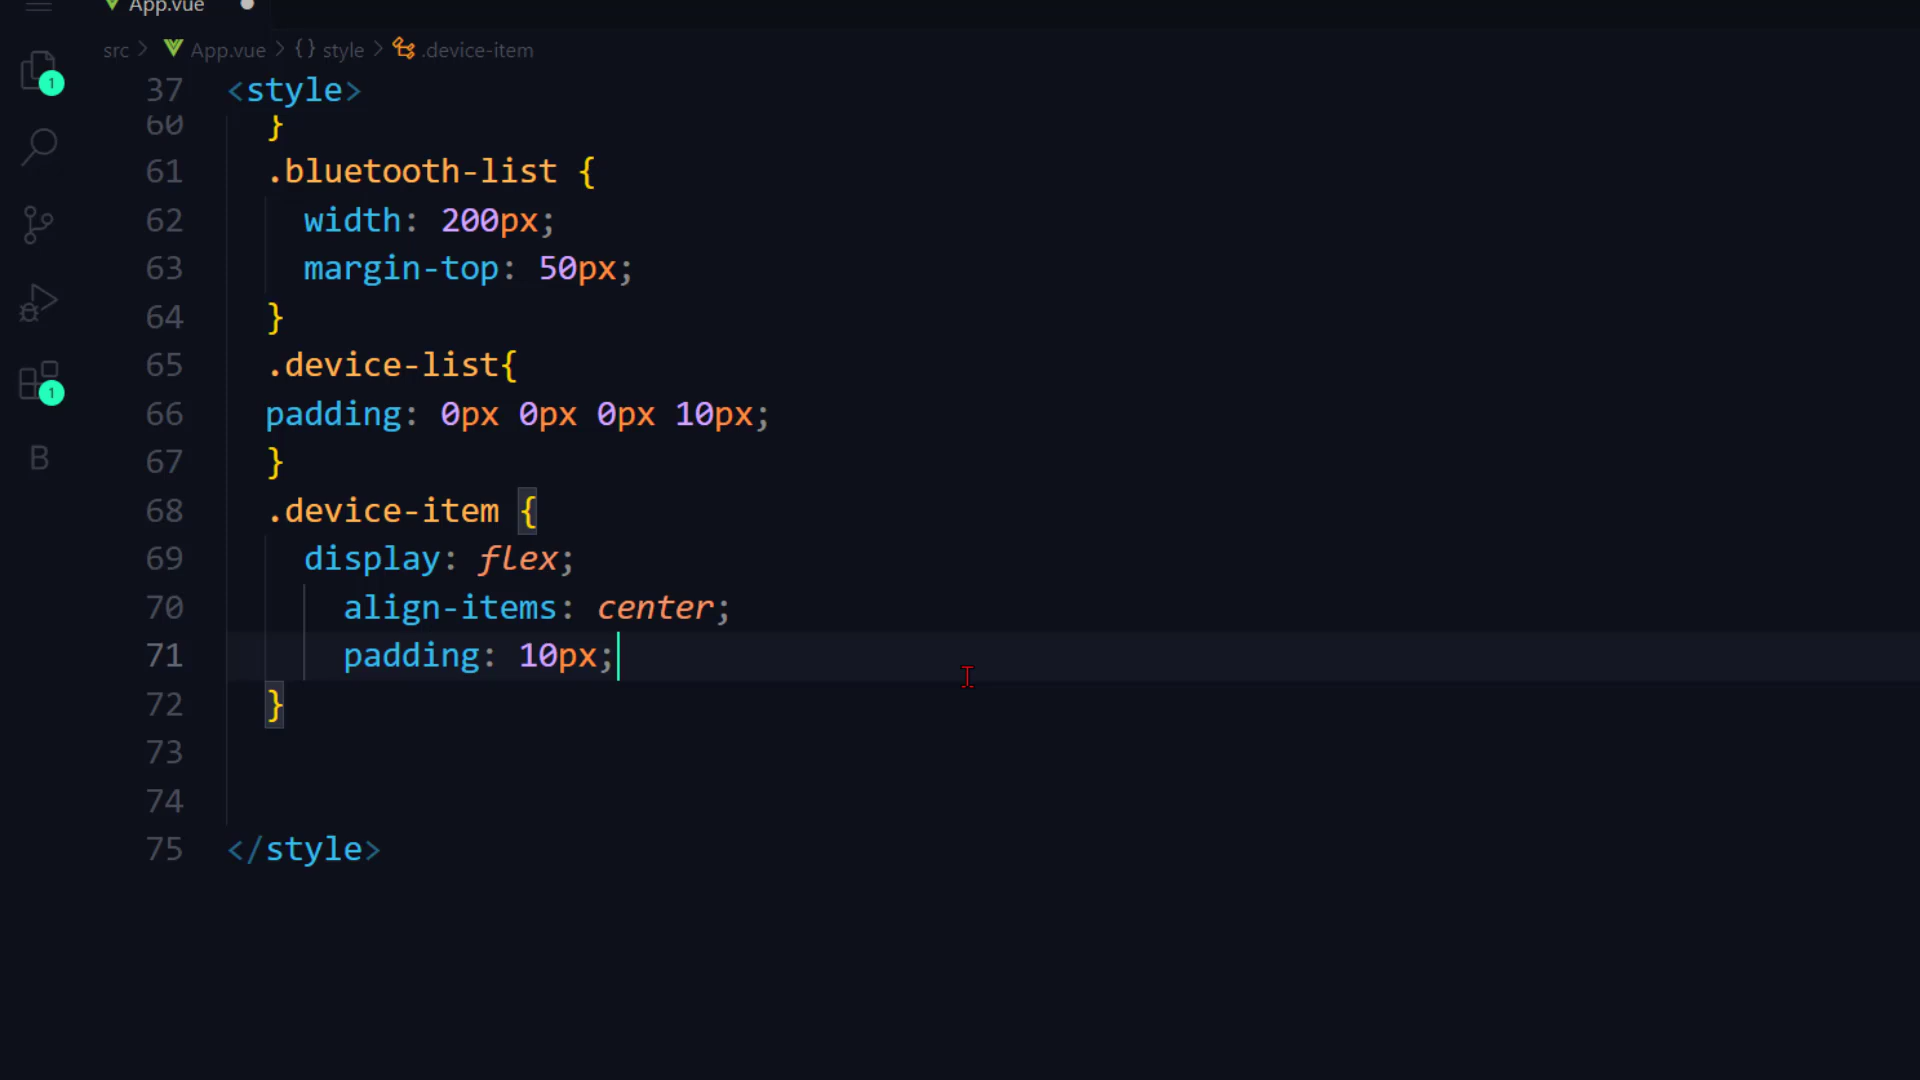 App.vue
src > App.vue > {} style > .device-item
37 <style>
60 }
61 .bluetooth-list {
62 width: 200px;
63 margin-top: 50px;
64 }
65 .device-list{
66 padding: 0px 0px 0px 10px;
67 }
68 .device-item {
69 display: flex;
70 align-items: center;
71 padding: 10px;
72 }
73
74
75 </style>
1
1
B